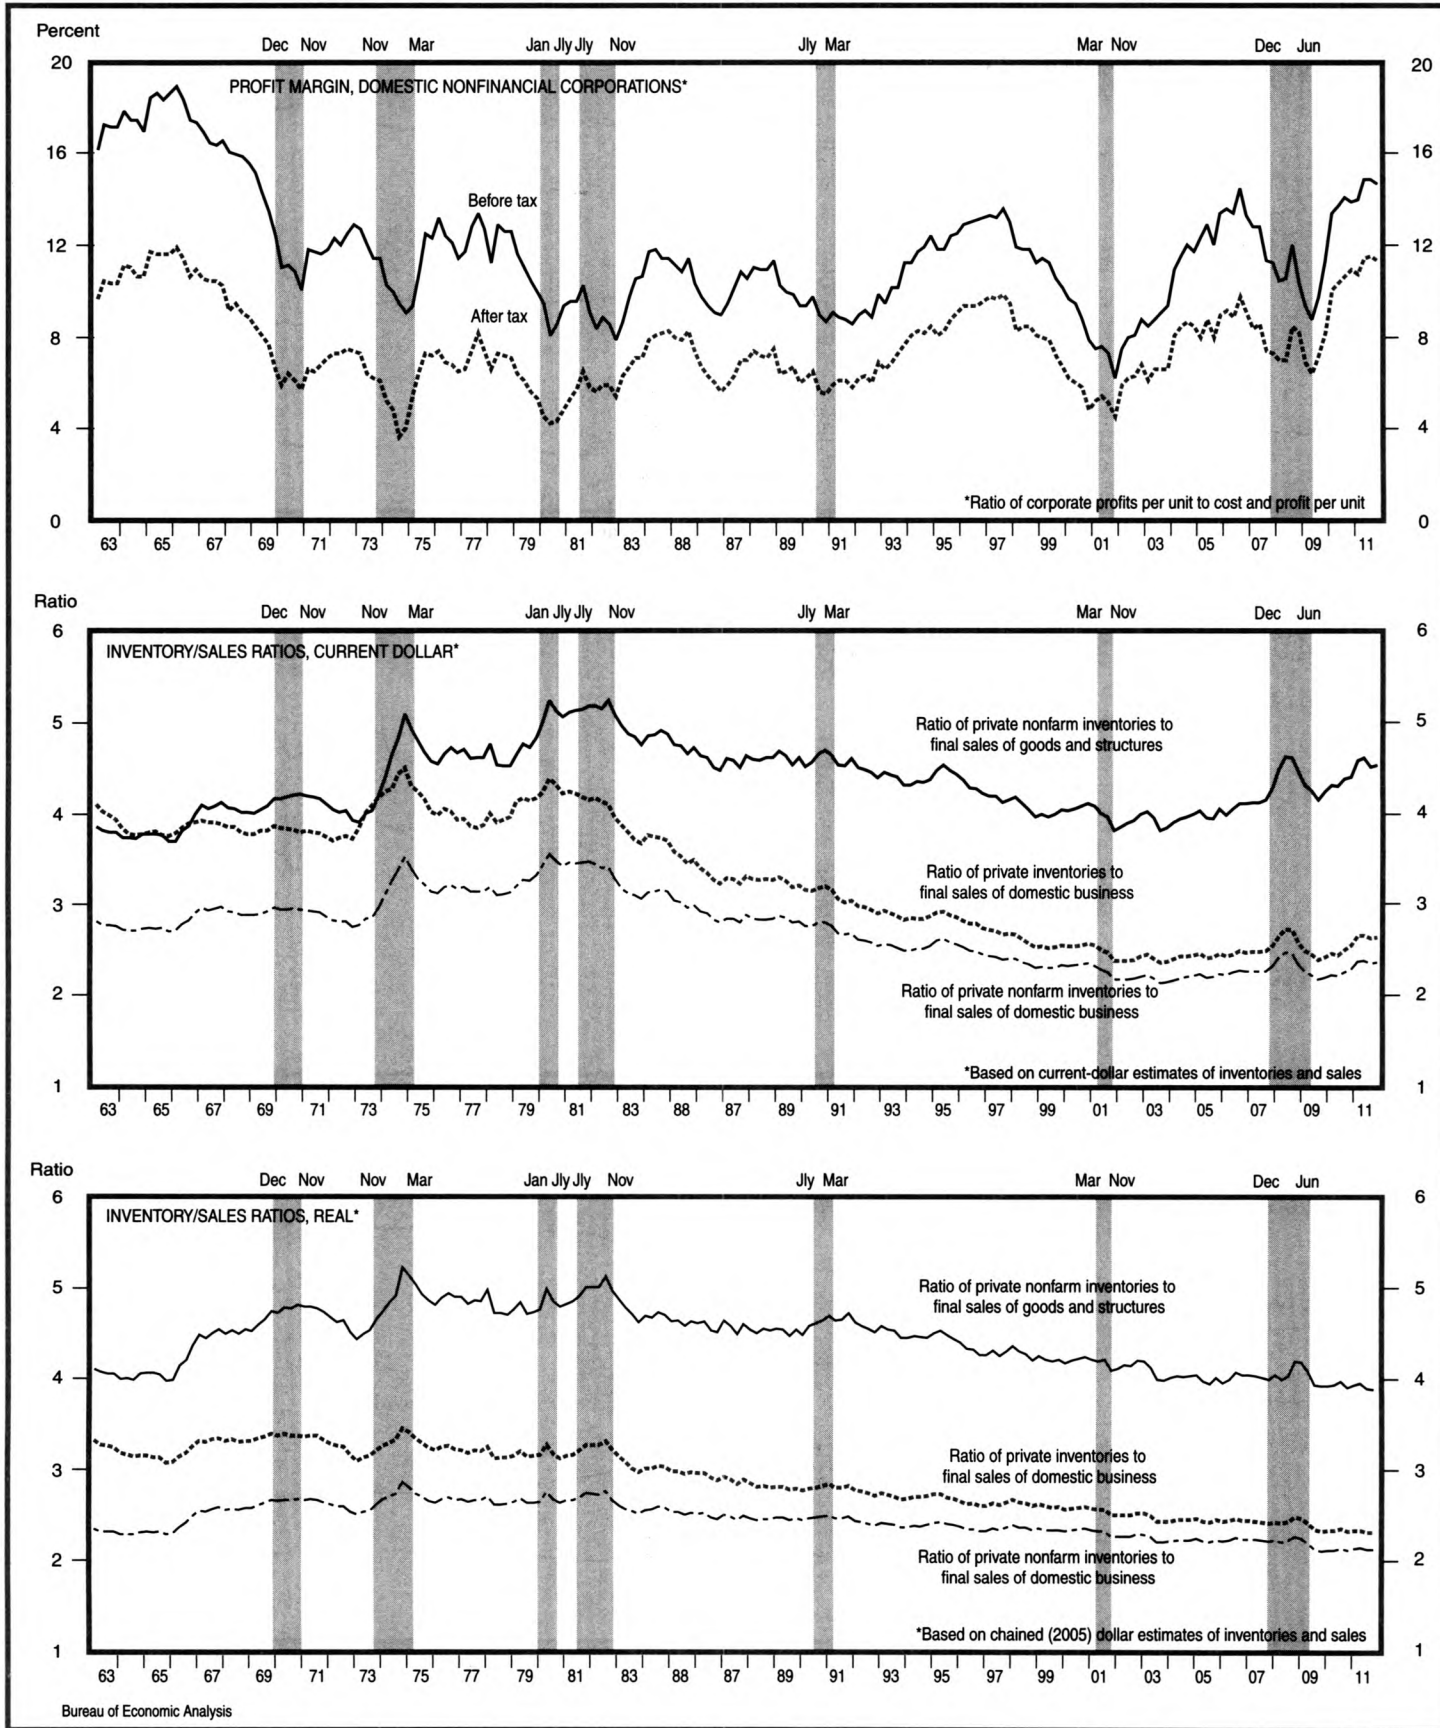 Percent
Dec Nov Nov Mar Jan Jly Jly Nov Jly Mar Mar Nov Dec Jun
20 20
PROFIT MARGIN, DOMESTIC NONFINANCIAL CORPORATIONS*
16 16
Before tax
12 12
After tax
8 8
4 4
*Ratio of corporate profits per unit to cost and profit per unit
0 0
63 65 67 69 71 73 75 77 79 81 83 88 87 89 91 93 95 97 99 01 03 05 07 09 11
Ratio
Dec Nov Nov Mar Jan Jly Jly Nov Jly Mar Mar Nov Dec Jun
6 6
INVENTORY/SALES RATIOS, CURRENT DOLLAR*
5 5
Ratio of private nonfarm inventories to
final sales of goods and structures
4 4
Ratio of private inventories to
final sales of domestic business
3 3
2 2
Ratio of private nonfarm inventories to
final sales of domestic business
*Based on current-dollar estimates of inventories and sales
1 1
63 65 67 69 71 73 75 77 79 81 83 88 87 89 91 93 95 97 99 01 03 05 07 09 11
Ratio
Dec Nov Nov Mar Jan Jly Jly Nov Jly Mar Mar Nov Dec Jun
6 6
INVENTORY/SALES RATIOS, REAL*
5 5
Ratio of private nonfarm inventories to
final sales of goods and structures
4 4
3 3
Ratio of private inventories to
final sales of domestic business
2 2
Ratio of private nonfarm inventories to
final sales of domestic business
*Based on chained (2005) dollar estimates of inventories and sales
1 1
63 65 67 69 71 73 75 77 79 81 83 88 87 89 91 93 95 97 99 01 03 05 07 09 11
Bureau of Economic Analysis